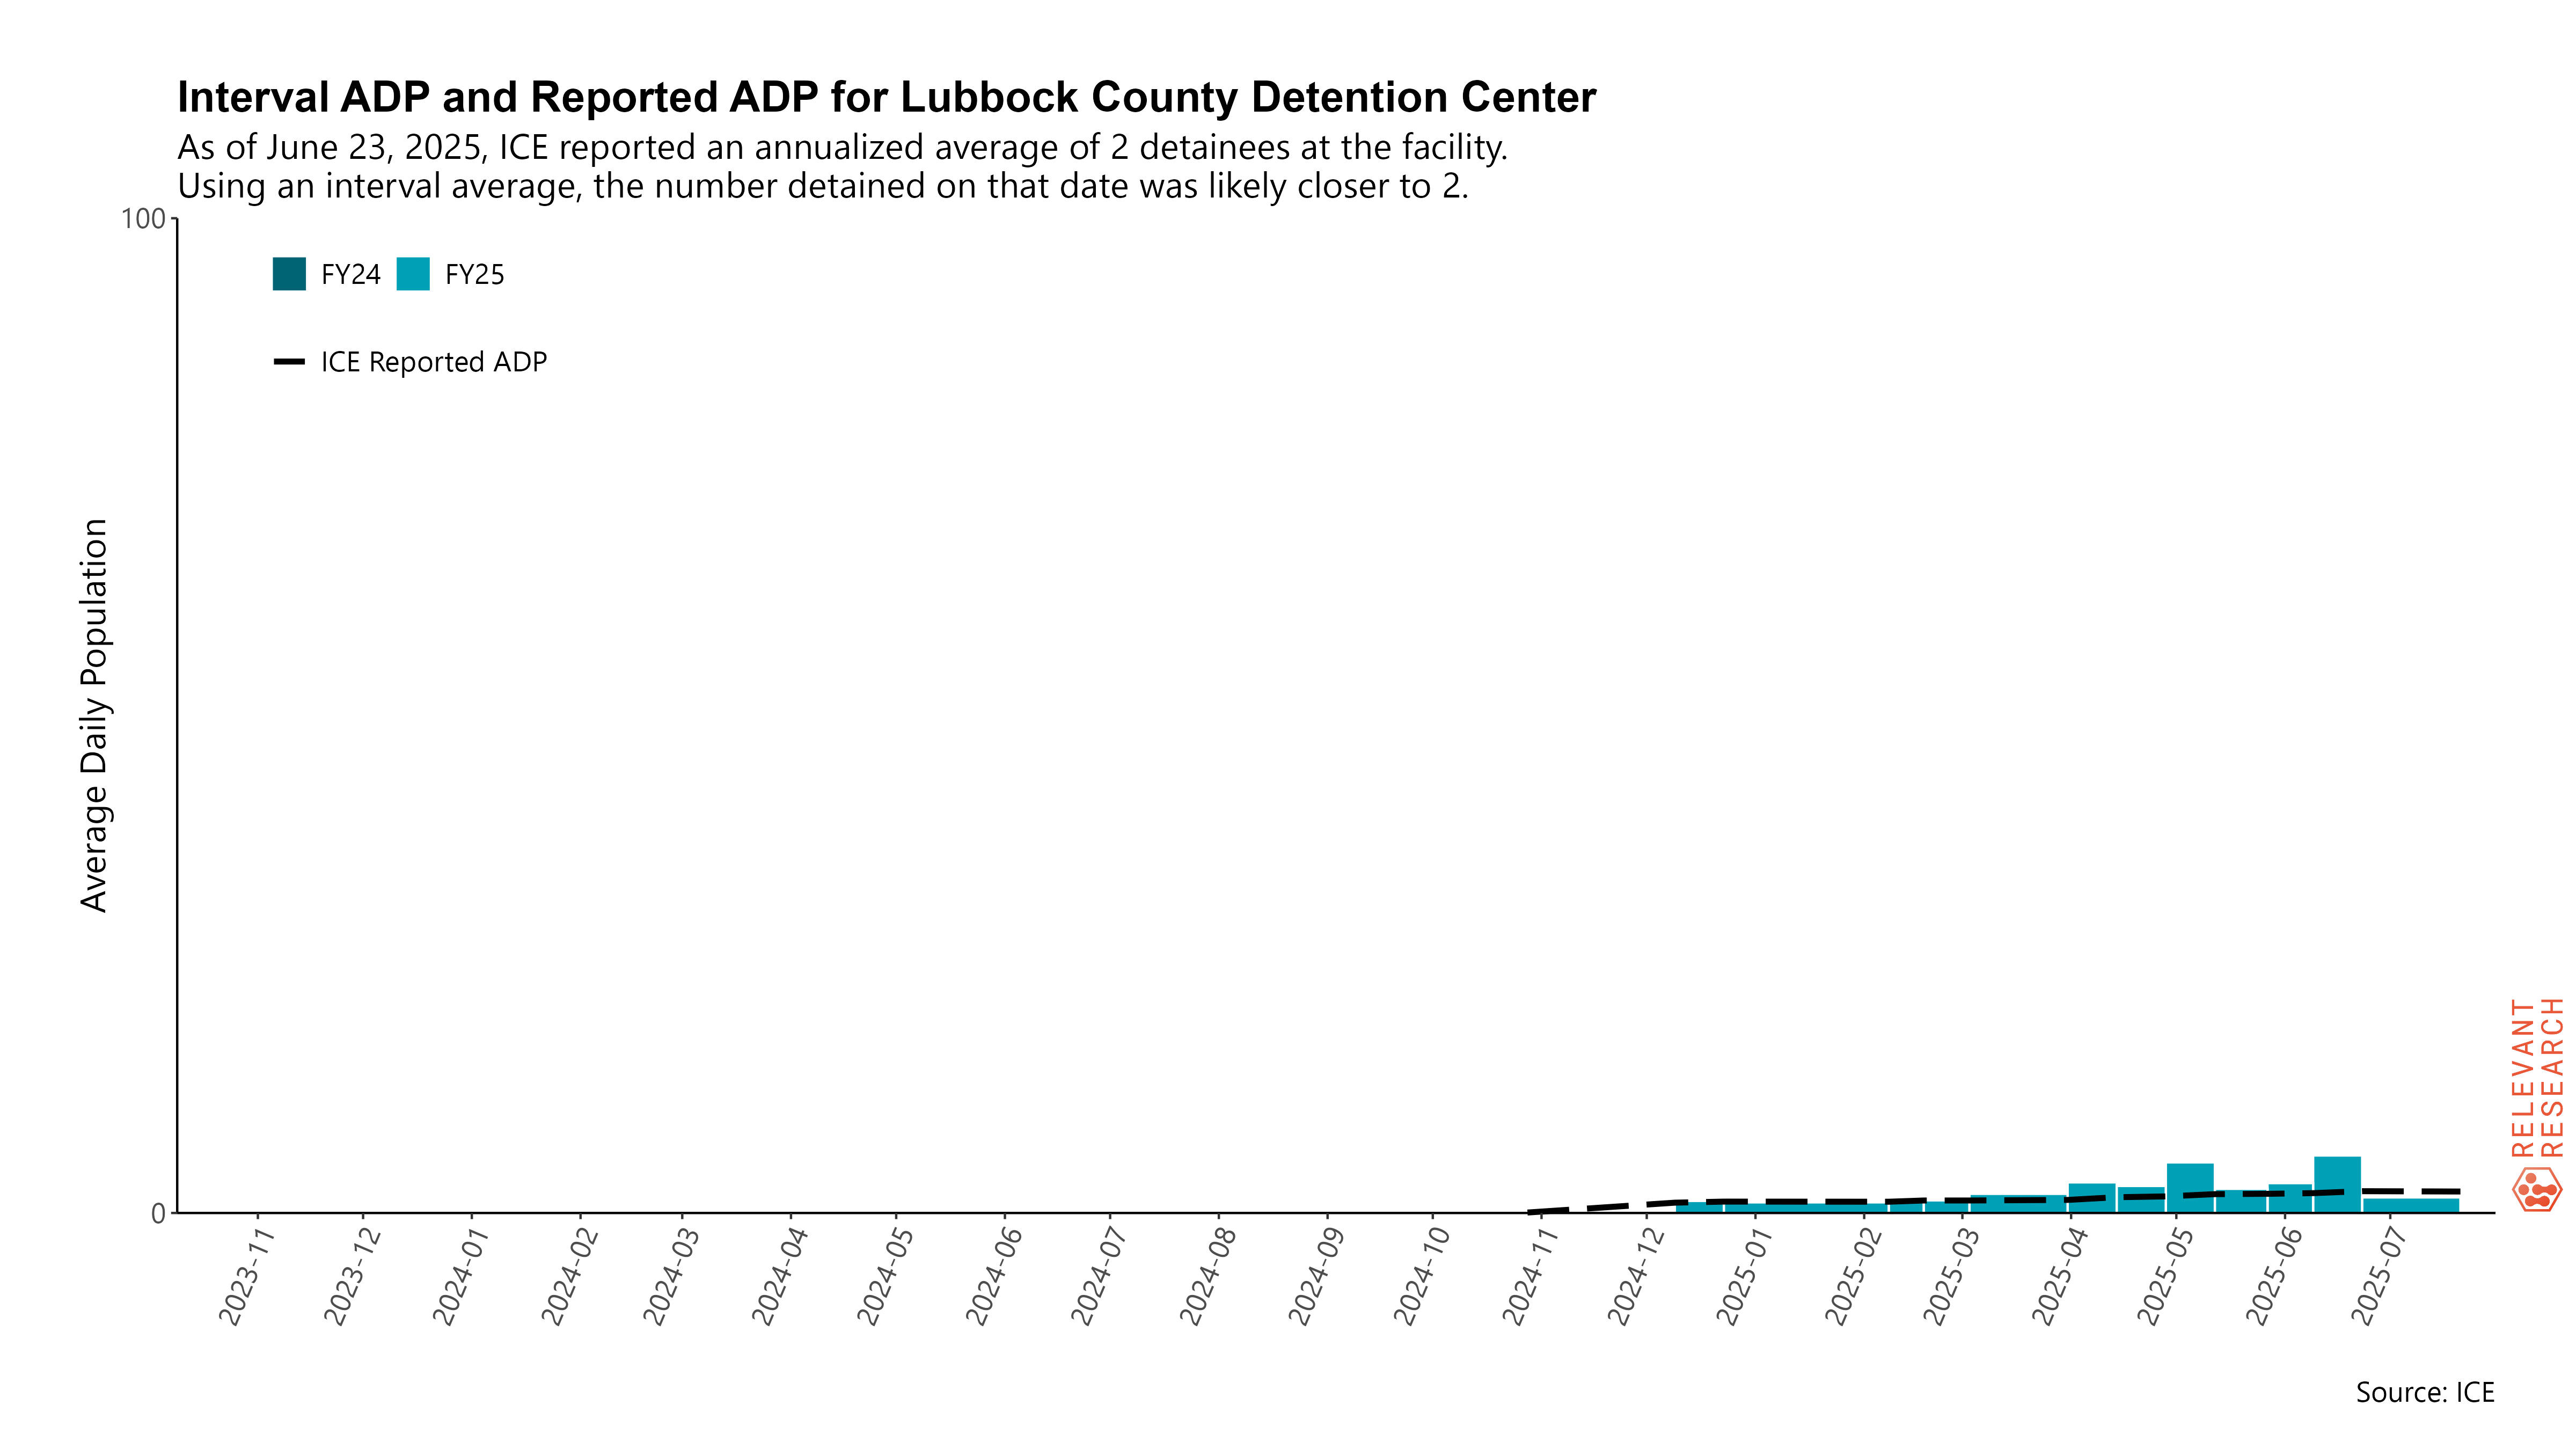 Interval ADP and Reported ADP for Lubbock County Detention Center
As of June 23, 2025, ICE reported an annualized average of 2 detainees at the facility.
Using an interval average, the number detained on that date was likely closer to 2.
100
FY24 FY25
ICE Reported ADP
Average Daily Population
0
2023-11 2023-12 2024-01 2024-02 2024-03 2024-04 2024-05 2024-06 2024-07 2024-08 2024-09 2024-10 2024-11 2024-12 2025-01 2025-02 2025-03 2025-04 2025-05 2025-06 2025-07
RELEVANT
RESEARCH
Source: ICE